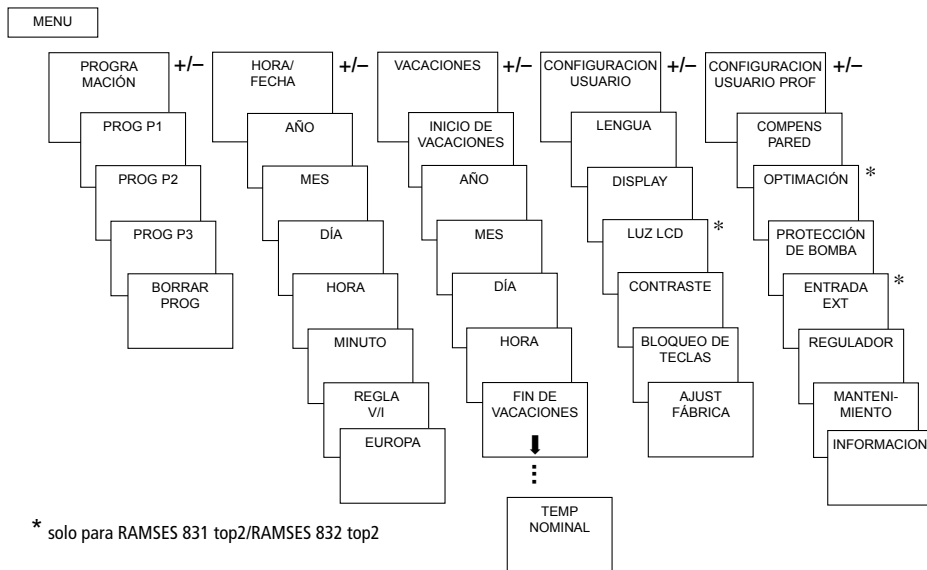 MENU
PROGRA
MACIÓN
+/–
PROG P1
PROG P2
PROG P3
BORRAR
PROG
HORA/
FECHA
+/–
AÑO
MES
DÍA
HORA
MINUTO
REGLA
V/I
EUROPA
VACACIONES
+/–
INICIO DE
VACACIONES
AÑO
MES
DÍA
HORA
FIN DE
VACACIONES
TEMP
NOMINAL
CONFIGURACION
USUARIO
+/–
LENGUA
DISPLAY
LUZ LCD
*
CONTRASTE
BLOQUEO DE
TECLAS
AJUST
FÁBRICA
CONFIGURACION
USUARIO PROF
+/–
COMPENS
PARED
OPTIMACIÓN
*
PROTECCIÓN
DE BOMBA
ENTRADA
EXT
*
REGULADOR
MANTENI-
MIENTO
INFORMACION
* solo para RAMSES 831 top2/RAMSES 832 top2